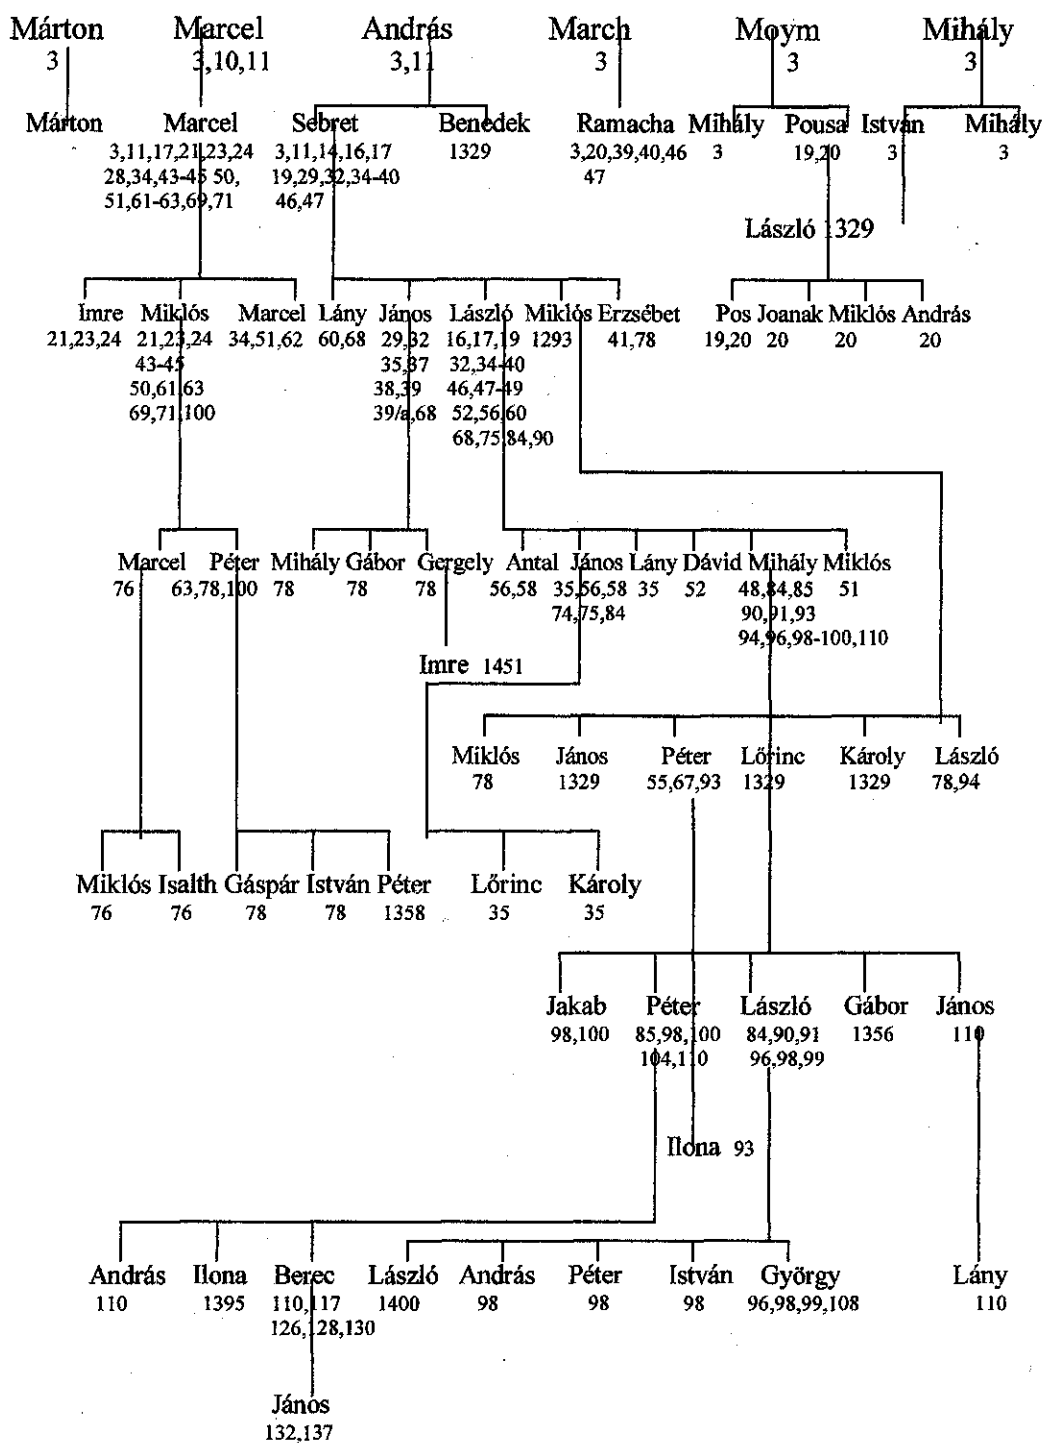 Márton Marcel András March Moym Mihály
3 3,10,11 3,11 3 3 3
Márton Marcel Sebret Benedek Ramacha Mihály Pousa István Mihály
3,11,17,21,23,24 3,11,14,16,17 1329 3,20,39,40,46 3 19,20 3 3
28,34,43-45 50, 19,29,32,34-40 47
51,61-63,69,71 46,47
László 1329
Imre Miklós Marcel Lány János László Miklós Erzsébet Pos Joanak Miklós András
21,23,24 21,23,24 34,51,62 60,68 29,32 16,17,19 1293 41,78 19,20 20 20 20
43-45 35,37 32,34-40
50,61,63 38,39 46,47-49
69,71,100 39/a,68 52,56,60
68,75,84,90
Marcel Péter Mihály Gábor Gergely Antal János Lány Dávid Mihály Miklós
76 63,78,100 78 78 78 56,58 35,56,58 35 52 48,84,85 51
74,75,84 90,91,93
94,96,98-100,110
Imre 1451
Miklós János Péter Lőrinc Károly László
78 1329 55,67,93 1329 1329 78,94
Miklós Isalth Gáspár István Péter Lőrinc Károly
76 76 78 78 1358 35 35
Jakab Péter László Gábor János
98,100 85,98,100 84,90,91 1356 110
104,110 96,98,99
Ilona 93
András Ilona Berec László András Péter István György Lány
110 1395 110,117 1400 98 98 98 96,98,99,108 110
126,128,130
János
132,137